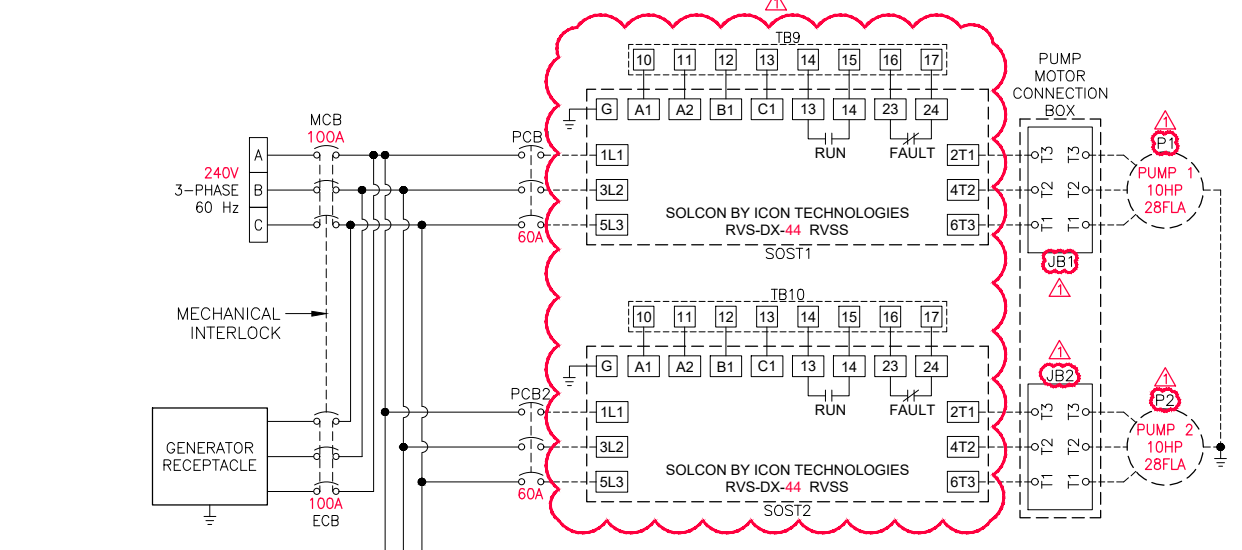 1
TB9
10 11 12 13 14 15 16 17
PUMP
MOTOR
CONNECTION
BOX
G A1 A2 B1 C1 13 14 23 24
RUN FAULT
MCB
100A
PCB
A
B
C
240V
3-PHASE
60 Hz
1L1
3L2
5L3
60A
2T1
4T2
6T3
SOLCON BY ICON TECHNOLOGIES
RVS-DX-44 RVSS
SOST1
T3 T3
T2 T2
T1 T1
JB1
1
1
P1
PUMP 1
10HP
28FLA
MECHANICAL
INTERLOCK
TB10
10 11 12 13 14 15 16 17
G A1 A2 B1 C1 13 14 23 24
RUN FAULT
PCB2
1L1
3L2
5L3
60A
2T1
4T2
6T3
SOLCON BY ICON TECHNOLOGIES
RVS-DX-44 RVSS
SOST2
1
JB2
T3 T3
T2 T2
T1 T1
1
P2
PUMP 2
10HP
28FLA
GENERATOR
RECEPTACLE
100A
ECB